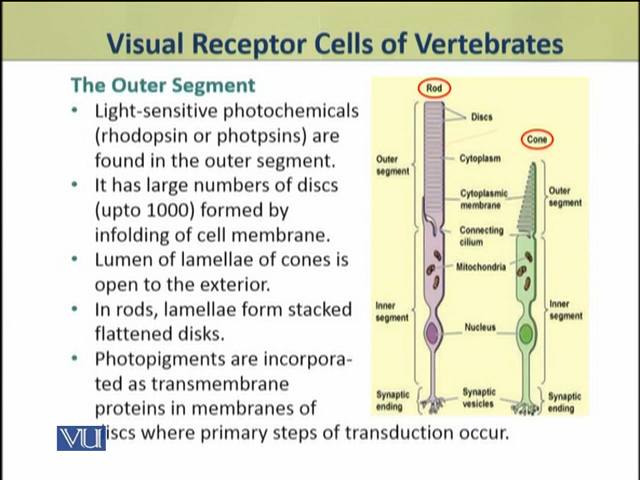 Visual Receptor Cells of Vertebrates
The Outer Segment
• Light-sensitive photochemicals
(rhodopsin or photpsins) are
found in the outer segment.
• It has large numbers of discs
(upto 1000) formed by
infolding of cell membrane.
• Lumen of lamellae of cones is
open to the exterior.
• In rods, lamellae form stacked
flattened disks.
• Photopigments are incorpora-
ted as transmembrane
proteins in membranes of
iscs where primary steps of transduction occur.
VU
Rod
Discs
Cone
Outer
segment
Cytoplasm
Cytoplasmic
membrane
Outer
segment
Connecting
cilium
Mitochondria
Inner
segment
Inner
segment
Nucleus
Synaptic
ending
Synaptic
vesicles
Synaptic
ending